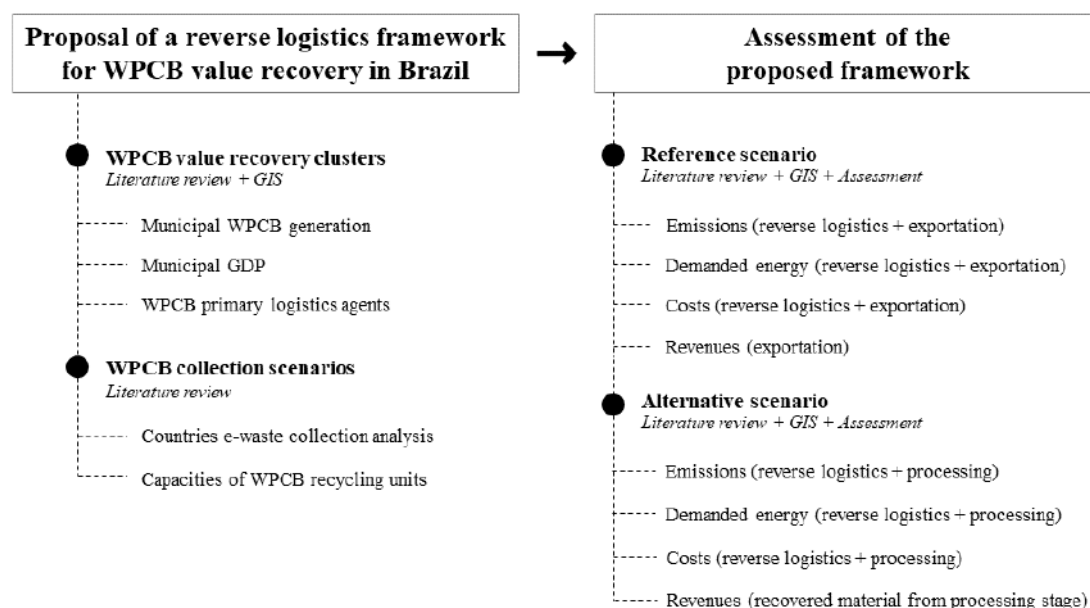 Proposal of a reverse logistics framework
for WPCB value recovery in Brazil
WPCB value recovery clusters
Literature review + GIS
Municipal WPCB generation
Municipal GDP
WPCB primary logistics agents
WPCB collection scenarios
Literature review
Countries e-waste collection analysis
Capacities of WPCB recycling units
Assessment of the
proposed framework
Reference scenario
Literature review + GIS + Assessment
Emissions (reverse logistics + exportation)
Demanded energy (reverse logistics + exportation)
Costs (reverse logistics + exportation)
Revenues (exportation)
Alternative scenario
Literature review + GIS + Assessment
Emissions (reverse logistics + processing)
Demanded energy (reverse logistics + processing)
Costs (reverse logistics + processing)
Revenues (recovered material from processing stage)